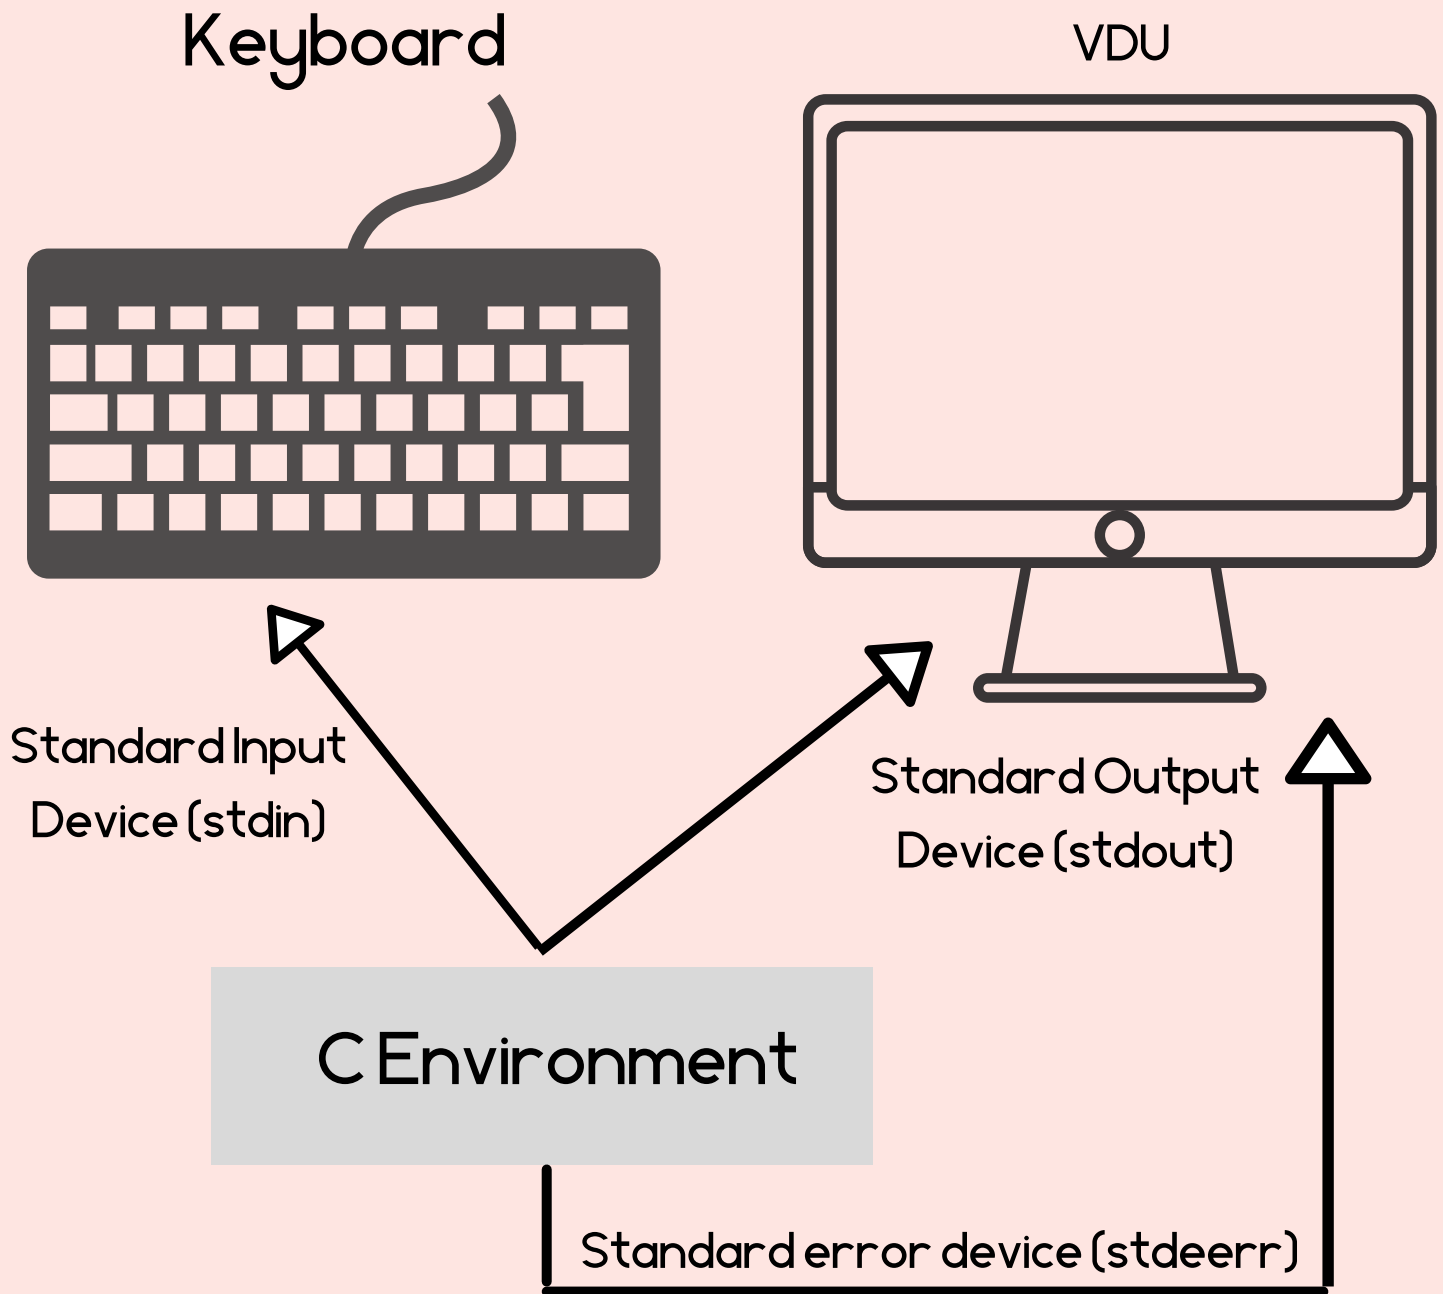 Keyboard
VDU
Standard Input
Device (stdin)
Standard Output
Device (stdout)
C Environment
Standard error device (stdeerr)